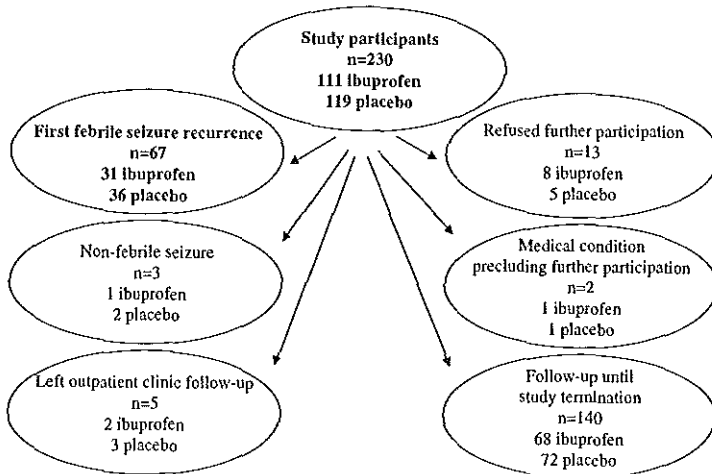 Study participants
n=230
111 ibuprofen
119 placebo
First febrile seizure recurrence
n=67
31 ibuprofen
36 placebo
Refused further participation
n=13
8 ibuprofen
5 placebo
Non-febrile seizure
n=3
1 ibuprofen
2 placebo
Medical condition
precluding further participation
n=2
1 ibuprofen
1 placebo
Left outpatient clinic follow-up
n=5
2 ibuprofen
3 placebo
Follow-up until
study termination
n=140
68 ibuprofen
72 placebo